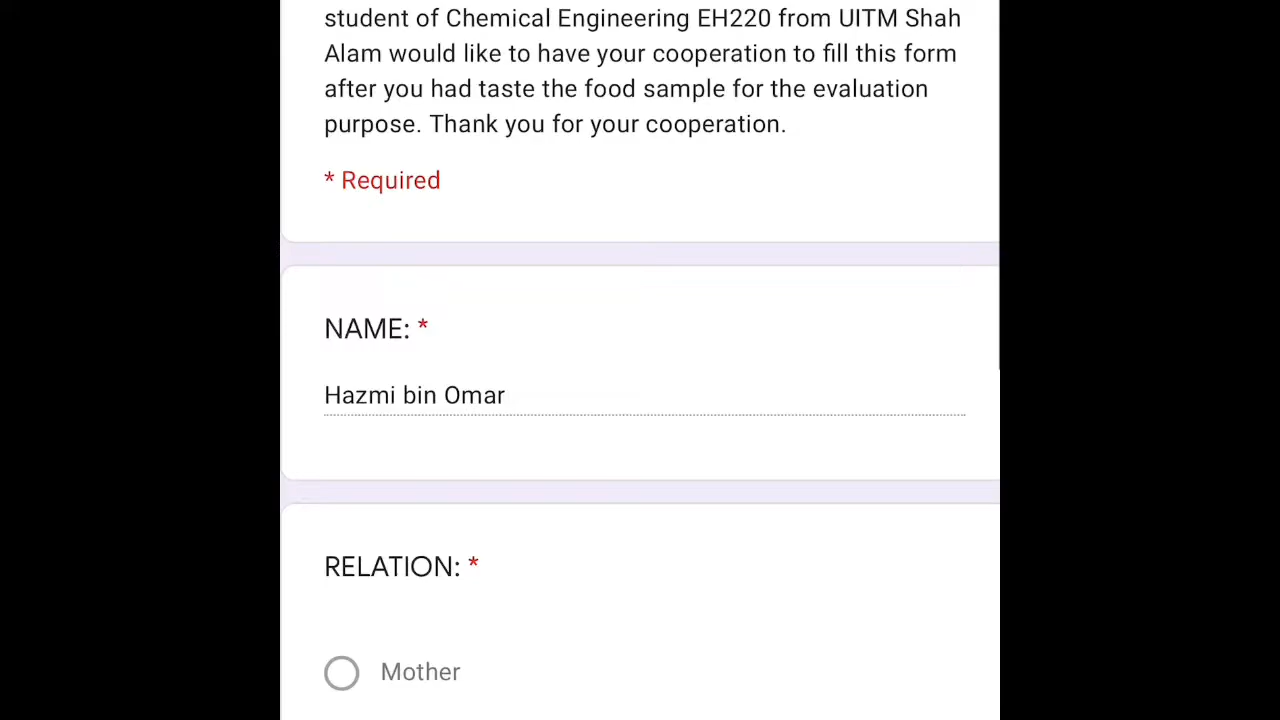 student of Chemical Engineering EH220 from UITM Shah
Alam would like to have your cooperation to fill this form
after you had taste the food sample for the evaluation
purpose. Thank you for your cooperation.
* Required
NAME: *
Hazmi bin Omar
RELATION: *
Mother